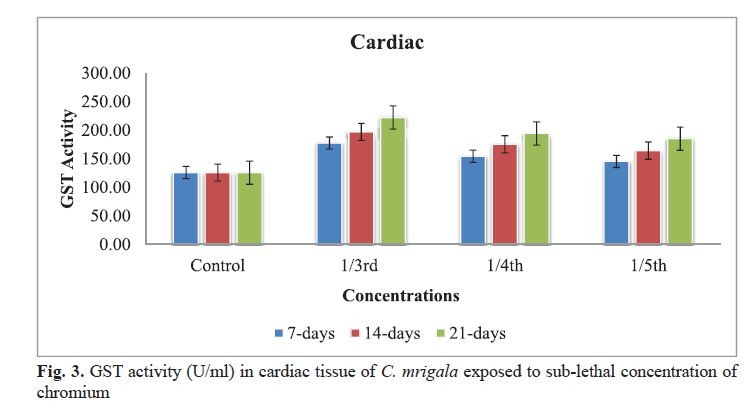 Cardiac
300.00
250.00
200.00
150.00
100.00
50.00
0.00
GST Activity
Control 1/3rd 1/4th 1/5th
Concentrations
7-days 14-days 21-days
Fig. 3. GST activity (U/ml) in cardiac tissue of C. mrigala exposed to sub-lethal concentration of
chromium